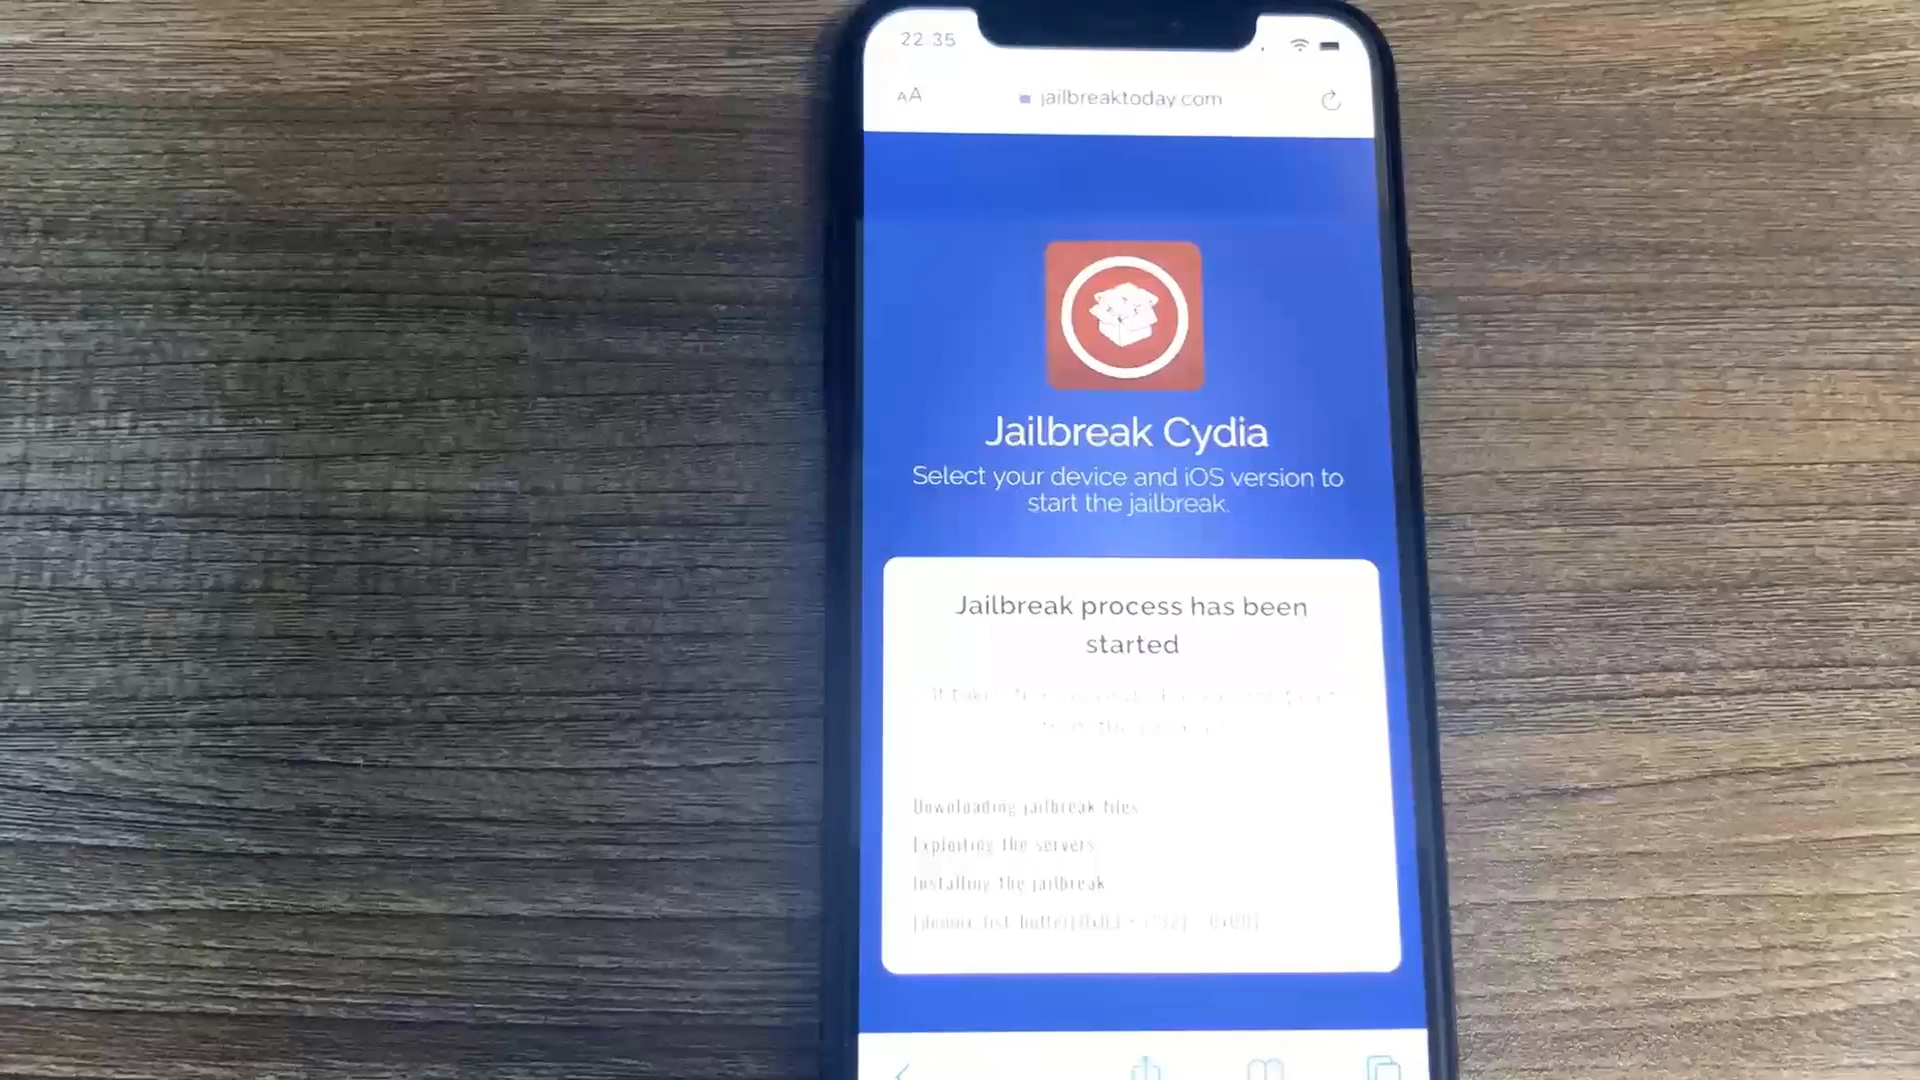 22:35
AA jailbreaktoday.com
Jailbreak Cydia
Select your device and iOS version to
start the jailbreak.
Jailbreak process has been
started
Downloading jailbreak files
Exploiting the servers
Installing the jailbreak